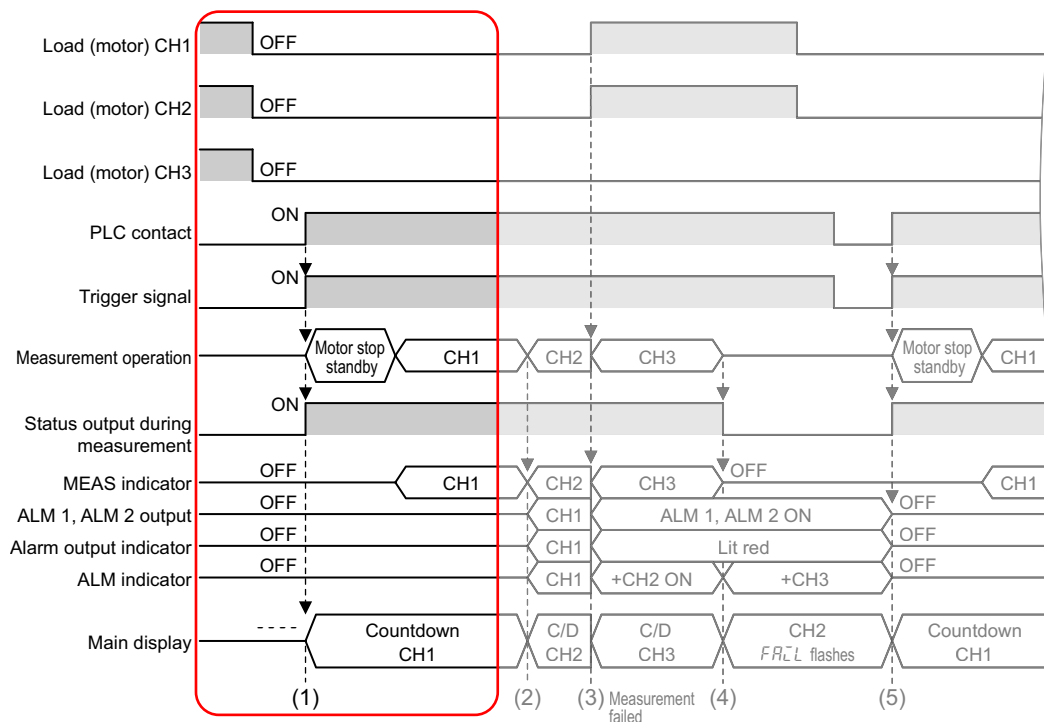 Load (motor) CH1
OFF
Load (motor) CH2
OFF
Load (motor) CH3
OFF
PLC contact
ON
Trigger signal
ON
Measurement operation
Motor stop
standby
CH1
CH2
CH3
Motor stop
standby
CH1
Status output during
measurement
ON
MEAS indicator
OFF
CH1
CH2
CH3
OFF
CH1
ALM 1, ALM 2 output
OFF
CH1
ALM 1, ALM 2 ON
OFF
Alarm output indicator
OFF
CH1
Lit red
OFF
ALM indicator
OFF
CH1
+CH2 ON
+CH3
OFF
Main display
- - - -
Countdown
CH1
C/D
CH2
C/D
CH3
CH2
FAIL flashes
Countdown
CH1
(1)
(2)
(3) Measurement
failed
(4)
(5)